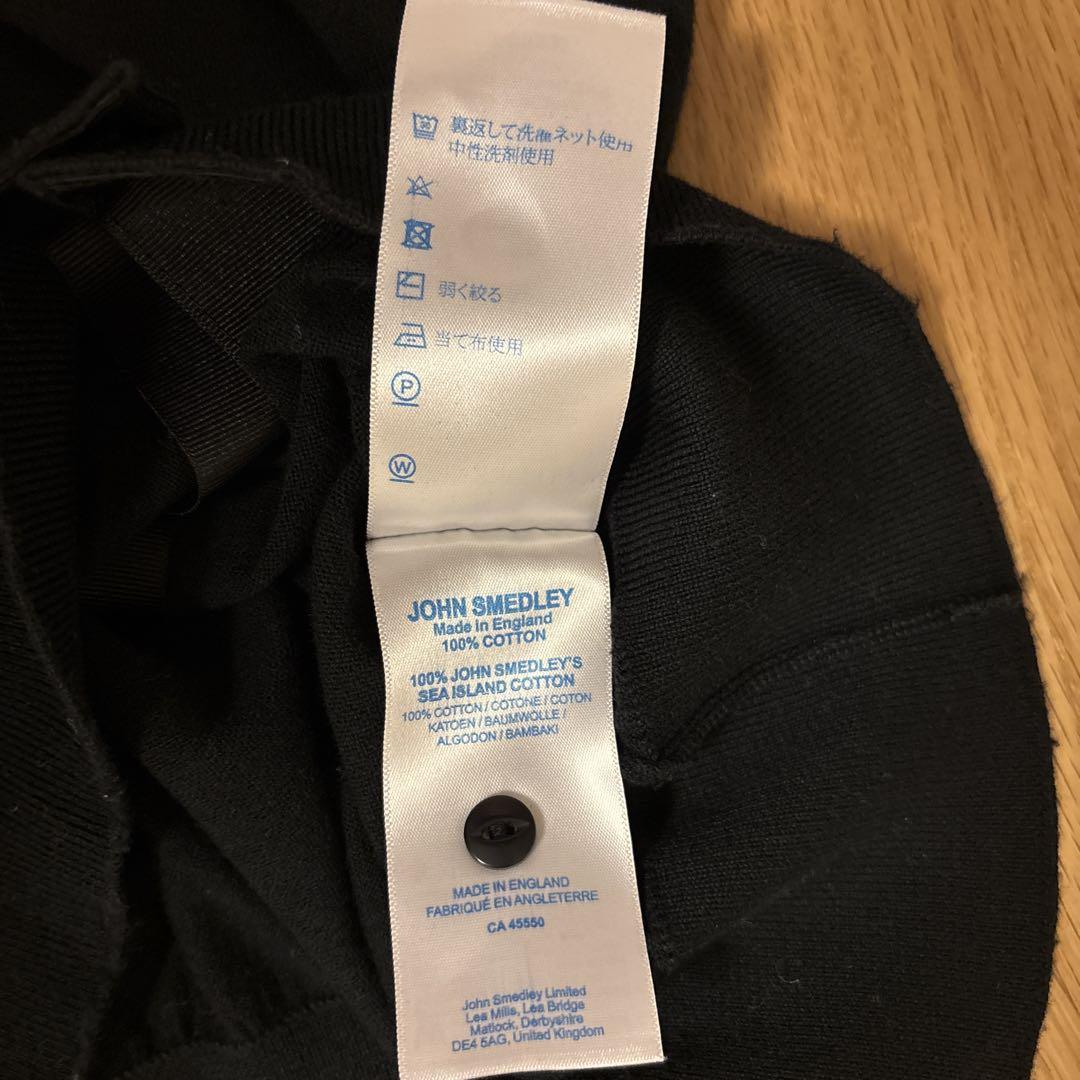 30 裏返して洗濯ネット使用
中性洗剤使用
弱く絞る
当て布使用
P
W
JOHN SMEDLEY
Made in England
100% COTTON
100% JOHN SMEDLEY'S
SEA ISLAND COTTON
100% COTTON / COTONE / COTON
KATOEN / BAUMWOLLE /
ALGODON / BAMBAKI
MADE IN ENGLAND
FABRIQUÉ EN ANGLETERRE
CA 45550
John Smedley Limited
Lea Mills, Lea Bridge
Matlock, Derbyshire
DE4 5AG, United Kingdom